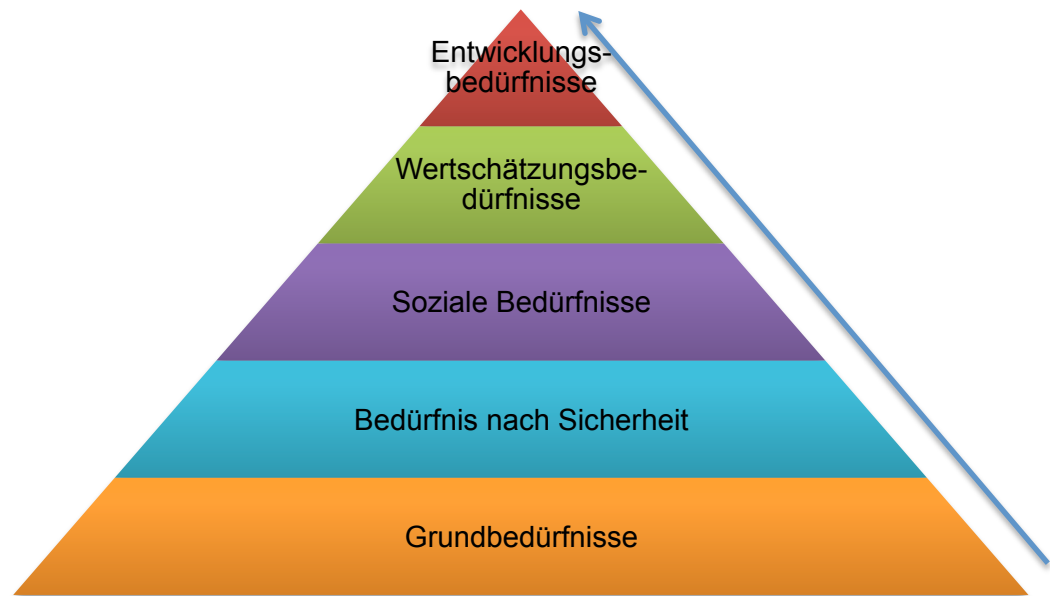 Entwicklungs-
bedürfnisse
Wertschätzungsbe-
dürfnisse
Soziale Bedürfnisse
Bedürfnis nach Sicherheit
Grundbedürfnisse